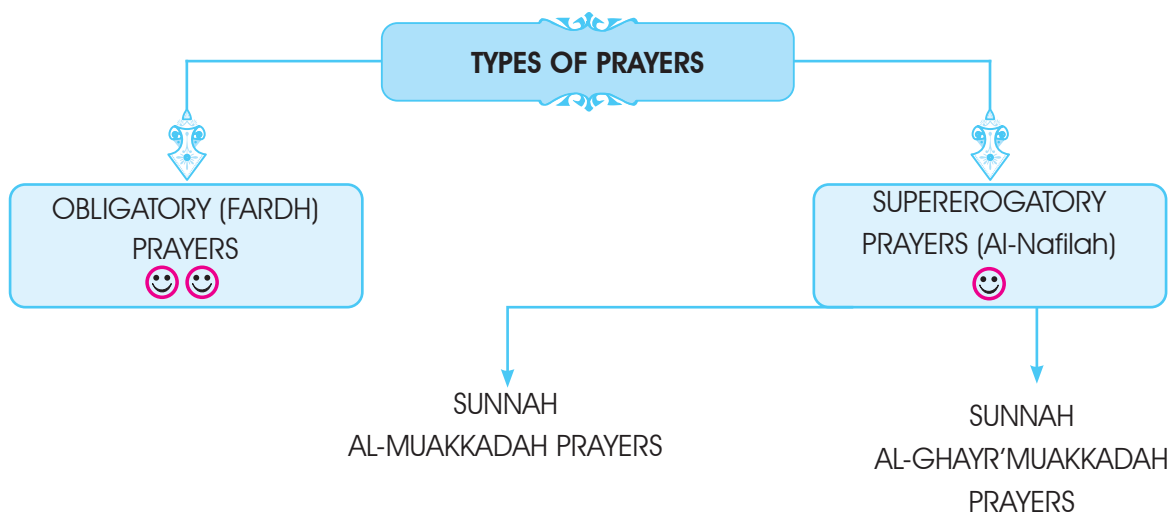 TYPES OF PRAYERS
OBLIGATORY (FARDH)
PRAYERS
SUPEREROGATORY
PRAYERS (Al-Nafilah)
SUNNAH
AL-MUAKKADAH PRAYERS
SUNNAH
AL-GHAYR’MUAKKADAH
PRAYERS